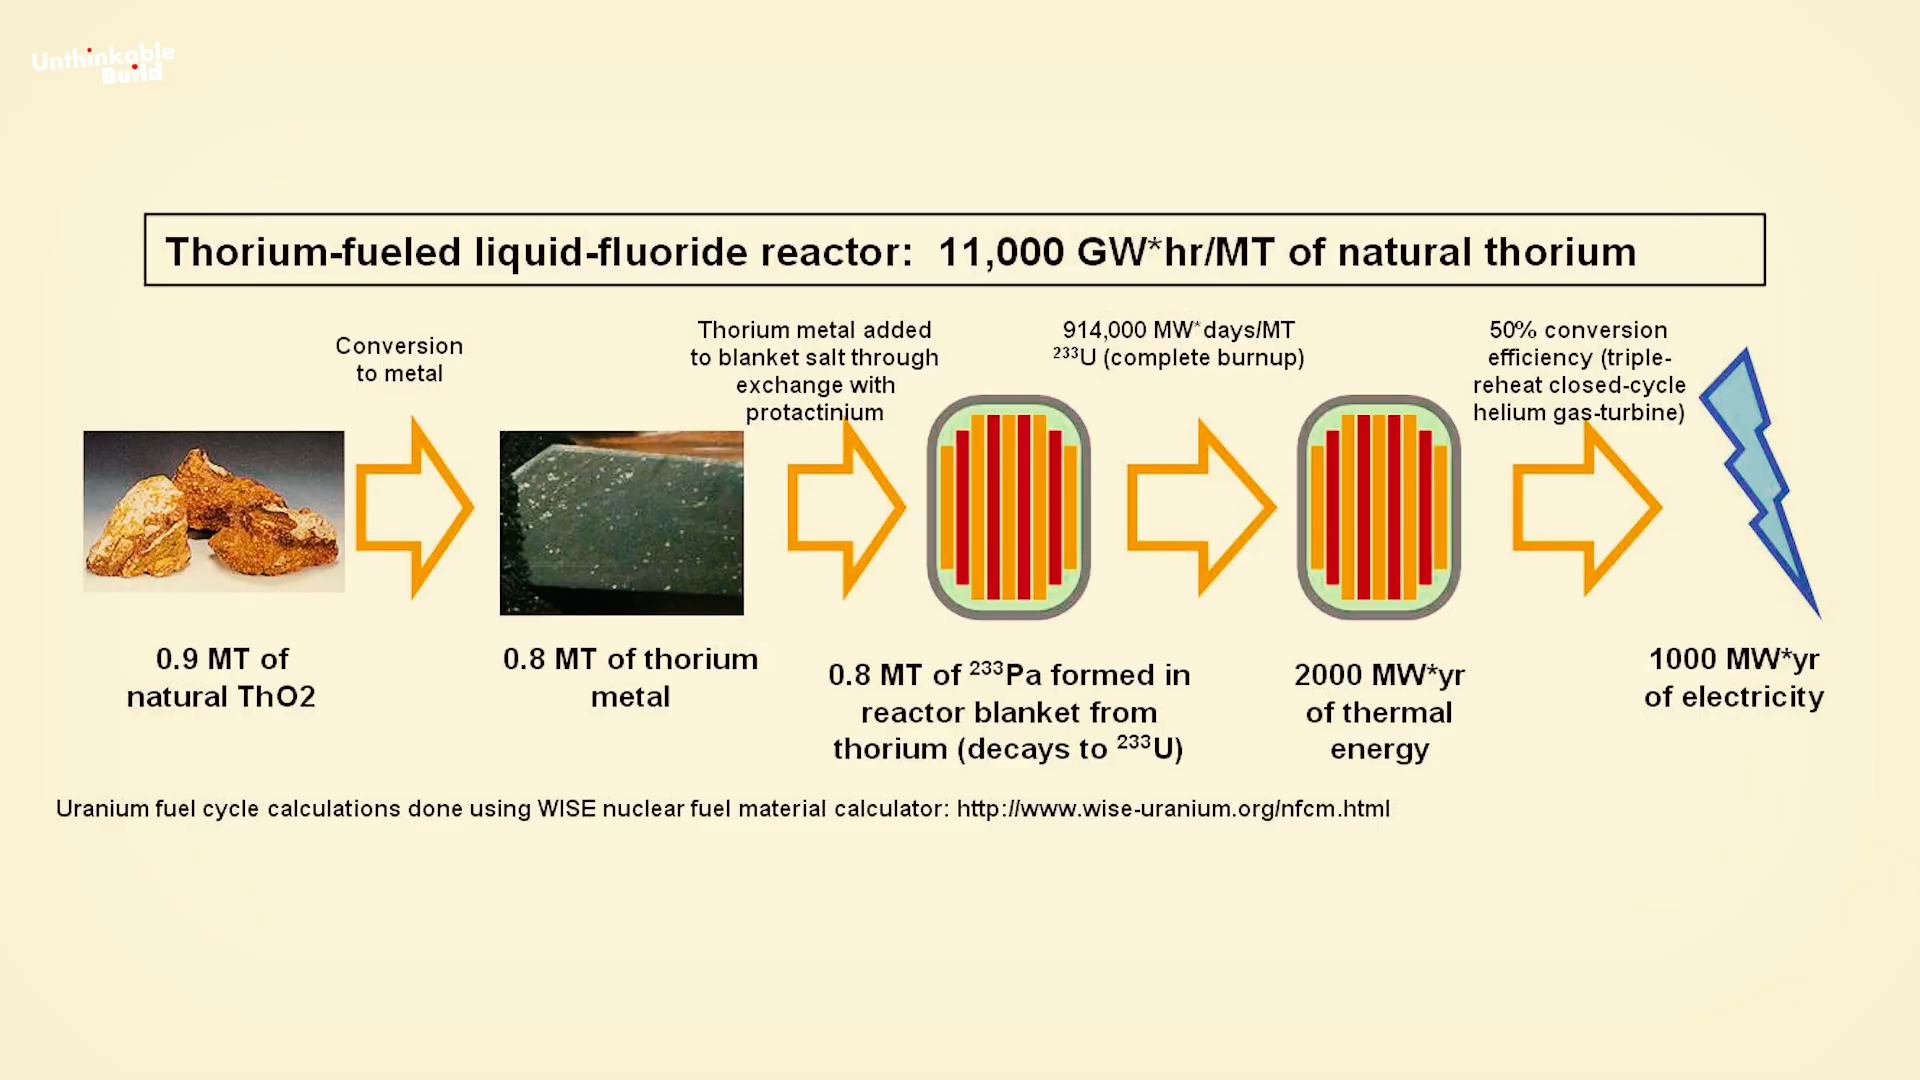 Unthinkable
Build
Thorium-fueled liquid-fluoride reactor: 11,000 GW*hr/MT of natural thorium
Conversion
to metal
Thorium metal added
to blanket salt through
exchange with
protactinium
914,000 MW*days/MT
²³³U (complete burnup)
50% conversion
efficiency (triple-
reheat closed-cycle
helium gas-turbine)
0.9 MT of
natural ThO2
0.8 MT of thorium
metal
0.8 MT of ²³³Pa formed in
reactor blanket from
thorium (decays to ²³³U)
2000 MW*yr
of thermal
energy
1000 MW*yr
of electricity
Uranium fuel cycle calculations done using WISE nuclear fuel material calculator: http://www.wise-uranium.org/nfcm.html